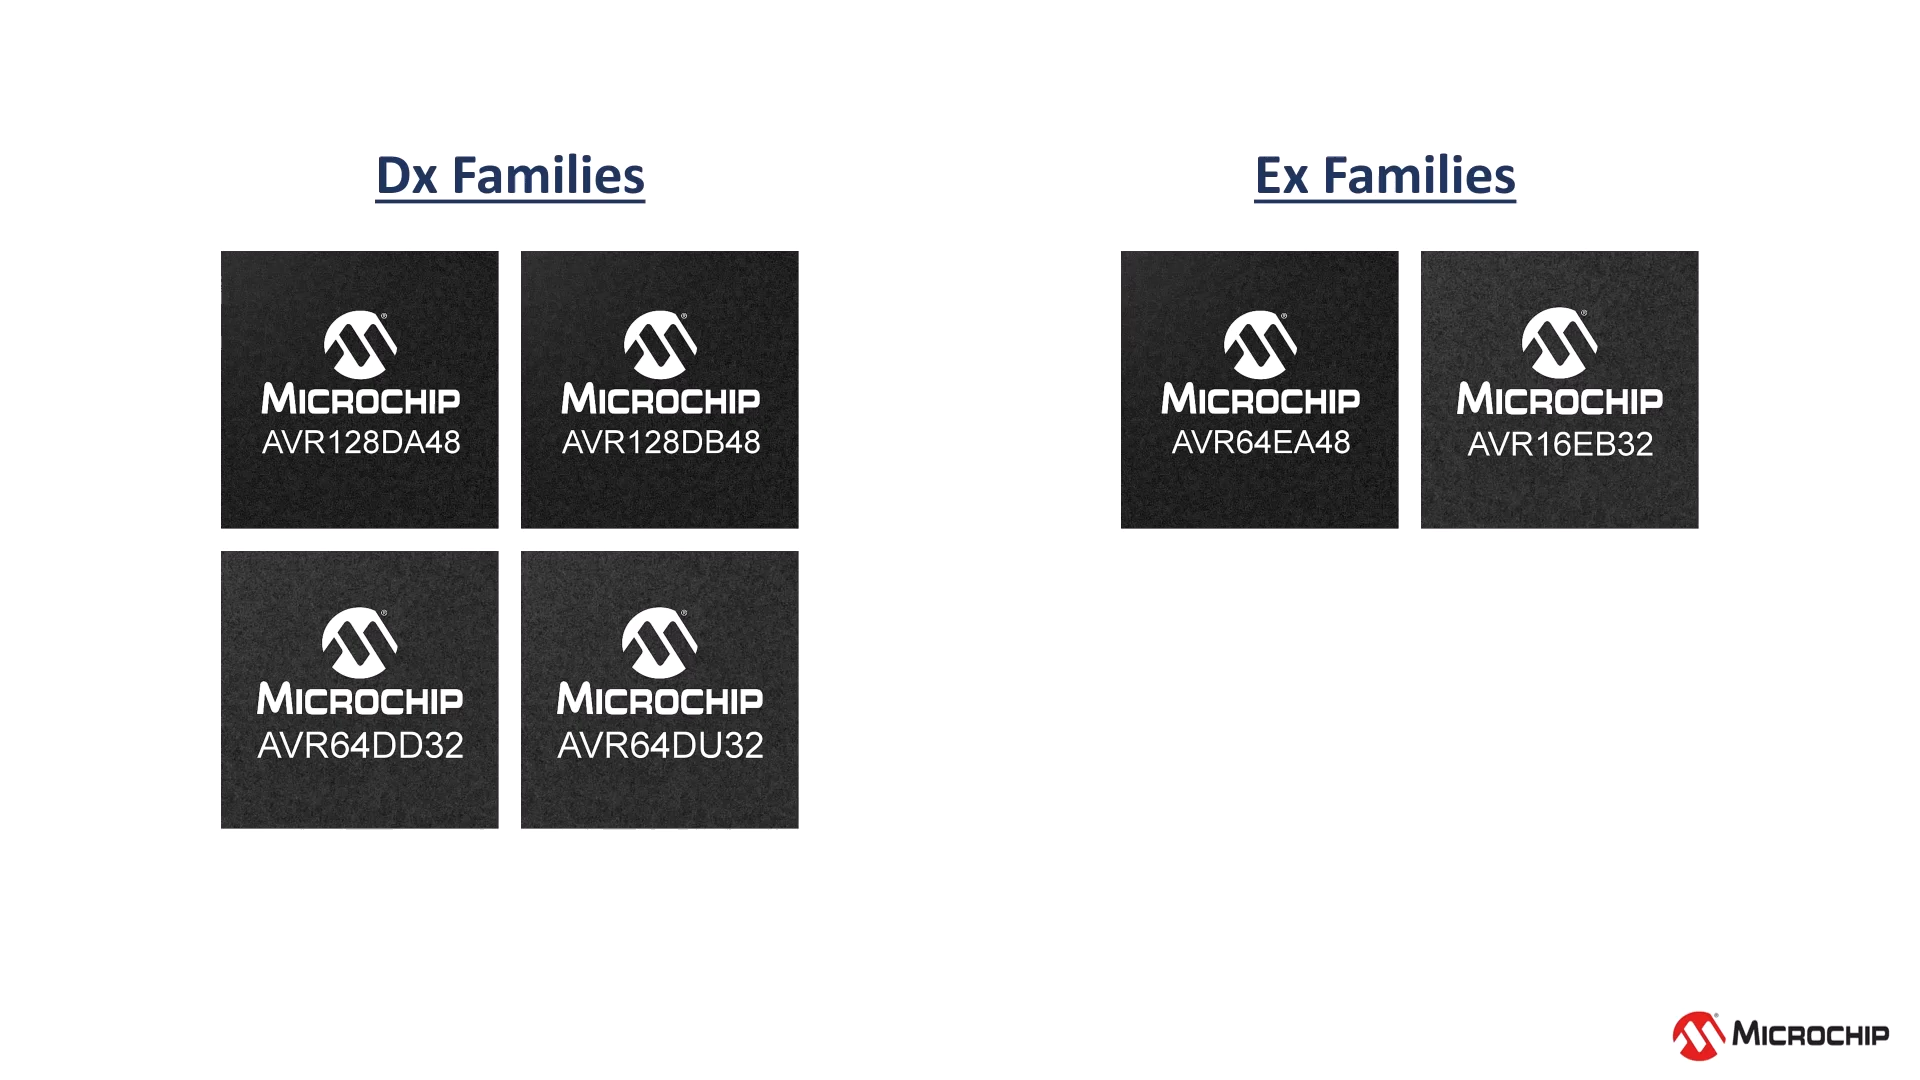 Dx Families
MICROCHIP
AVR128DA48
MICROCHIP
AVR128DB48
MICROCHIP
AVR64DD32
MICROCHIP
AVR64DU32
Ex Families
MICROCHIP
AVR64EA48
MICROCHIP
AVR16EB32
MICROCHIP